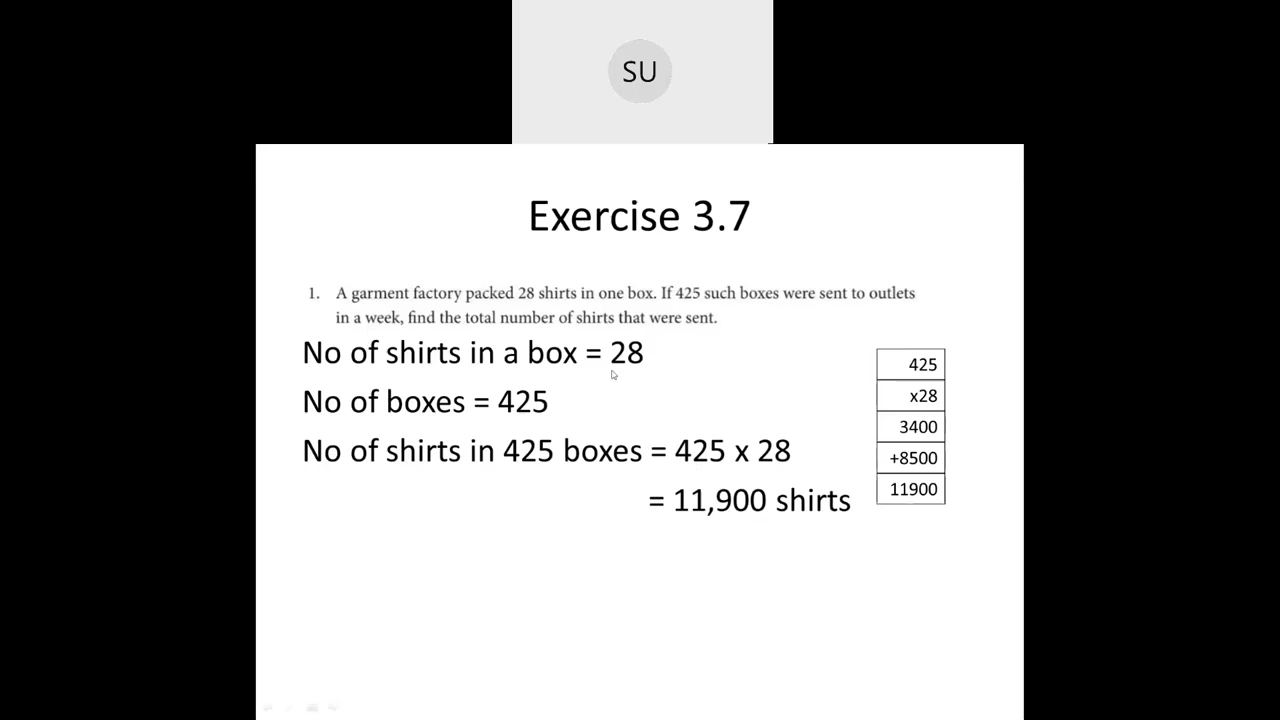 SU
Exercise 3.7
1. A garment factory packed 28 shirts in one box. If 425 such boxes were sent to outlets
in a week, find the total number of shirts that were sent.
No of shirts in a box = 28
No of boxes = 425
No of shirts in 425 boxes = 425 x 28
= 11,900 shirts
425
x28
3400
+8500
11900